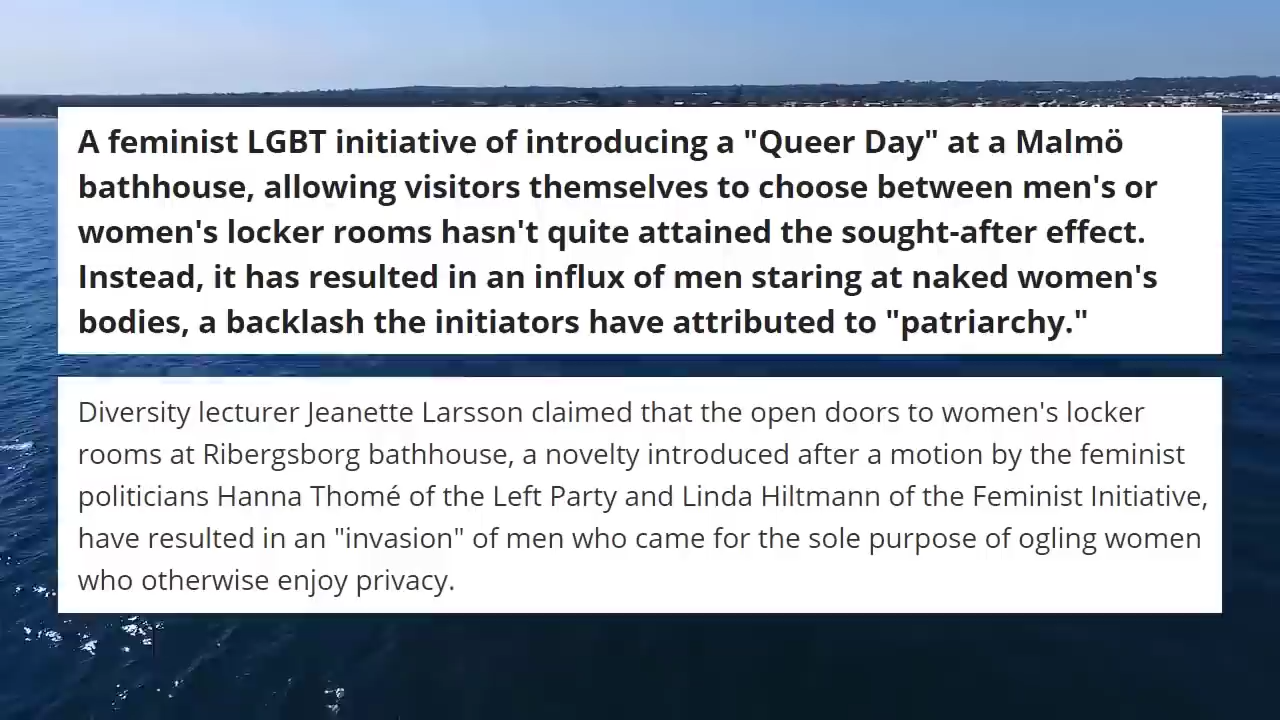 A feminist LGBT initiative of introducing a "Queer Day" at a Malmö
bathhouse, allowing visitors themselves to choose between men's or
women's locker rooms hasn't quite attained the sought-after effect.
Instead, it has resulted in an influx of men staring at naked women's
bodies, a backlash the initiators have attributed to "patriarchy."
Diversity lecturer Jeanette Larsson claimed that the open doors to women's locker
rooms at Ribergsborg bathhouse, a novelty introduced after a motion by the feminist
politicians Hanna Thomé of the Left Party and Linda Hiltmann of the Feminist Initiative,
have resulted in an "invasion" of men who came for the sole purpose of ogling women
who otherwise enjoy privacy.